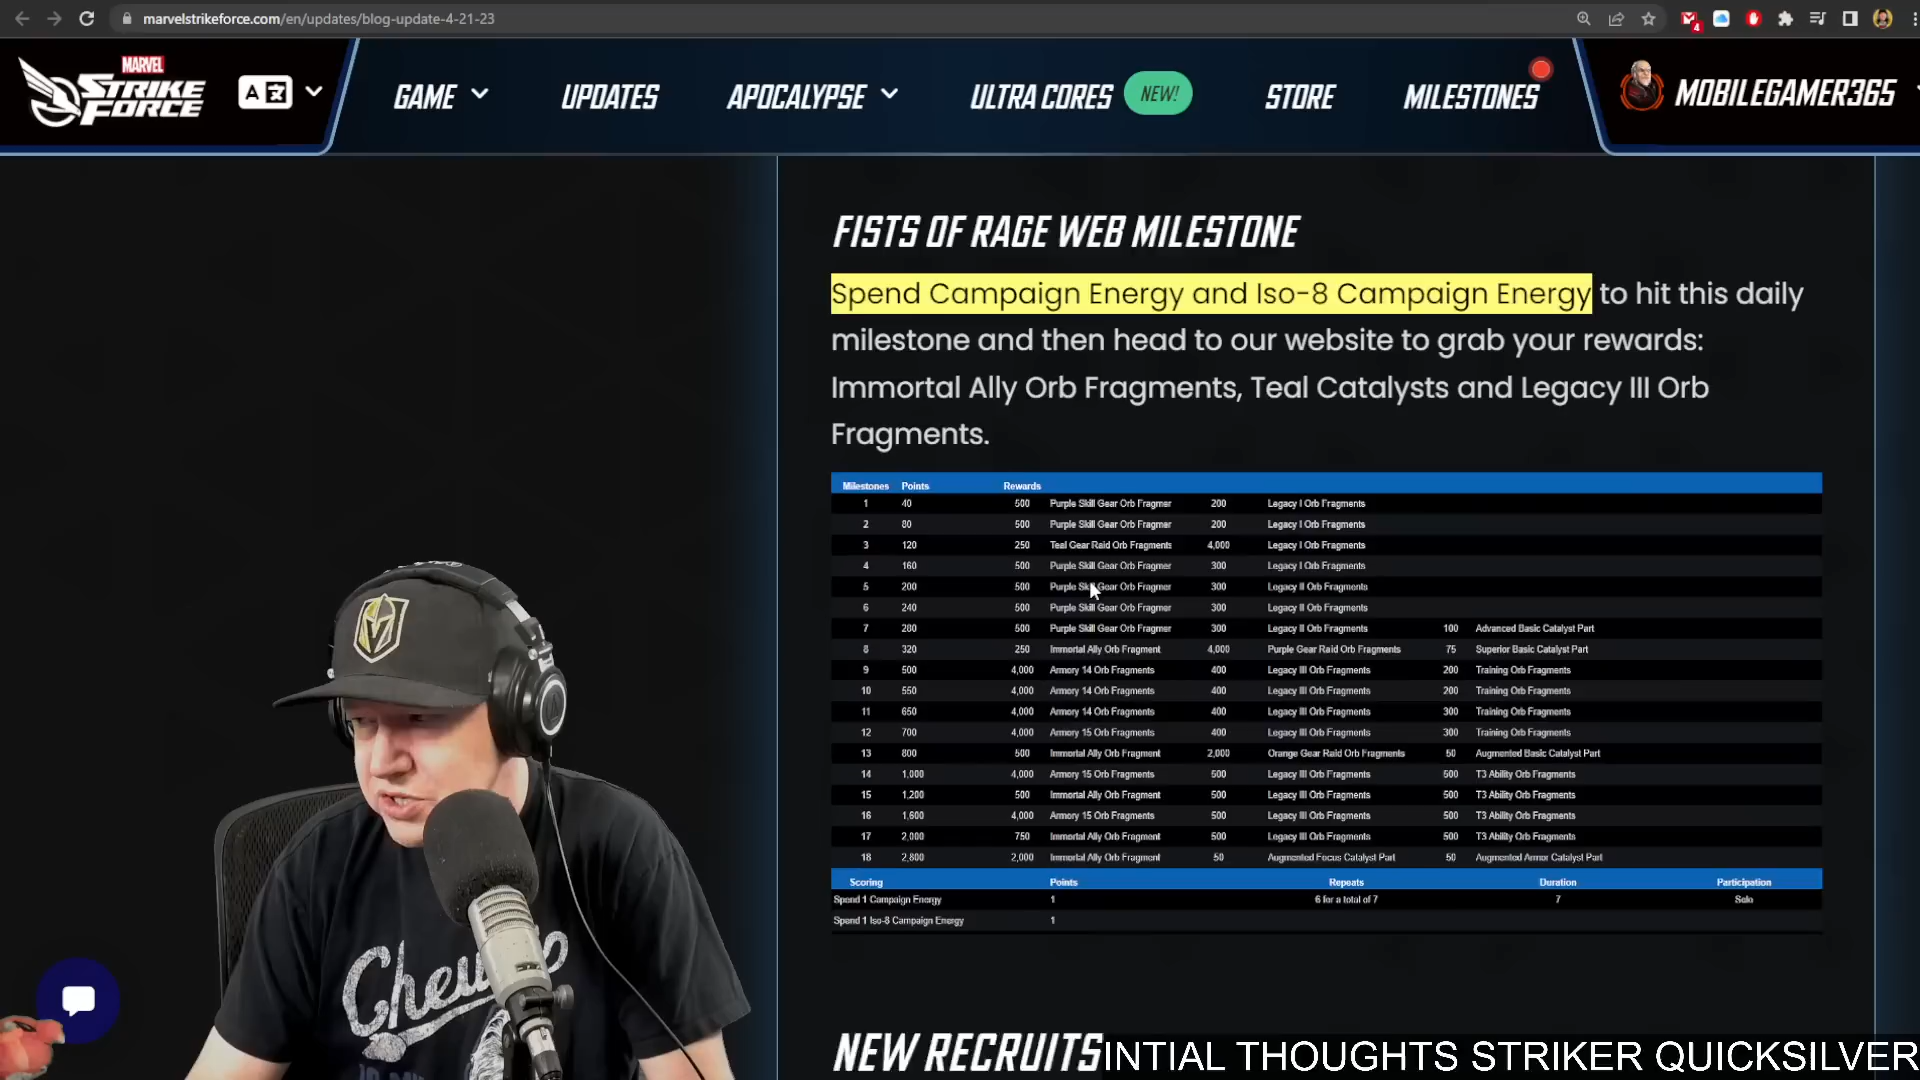 marvelstrikeforce.com/en/updates/blog-update-4-21-23
4
MARVEL
STRIKE
FORCE
A
GAME
UPDATES
APOCALYPSE
ULTRA CORES
NEW!
STORE
MILESTONES
MOBILEGAMER365
FISTS OF RAGE WEB MILESTONE
Spend Campaign Energy and Iso-8 Campaign Energy to hit this daily
milestone and then head to our website to grab your rewards:
Immortal Ally Orb Fragments, Teal Catalysts and Legacy III Orb
Fragments.
Milestones Points Rewards
1 40 500 Purple Skill Gear Orb Fragmer 200 Legacy I Orb Fragments
2 80 500 Purple Skill Gear Orb Fragmer 200 Legacy I Orb Fragments
3 120 250 Teal Gear Raid Orb Fragments 4,000 Legacy I Orb Fragments
4 160 500 Purple Skill Gear Orb Fragmer 300 Legacy I Orb Fragments
5 200 500 Purple Skill Gear Orb Fragmer 300 Legacy II Orb Fragments
6 240 500 Purple Skill Gear Orb Fragmer 300 Legacy II Orb Fragments
7 280 500 Purple Skill Gear Orb Fragmer 300 Legacy II Orb Fragments 100 Advanced Basic Catalyst Part
8 320 250 Immortal Ally Orb Fragment 4,000 Purple Gear Raid Orb Fragments 75 Superior Basic Catalyst Part
9 500 4,000 Armory 14 Orb Fragments 400 Legacy III Orb Fragments 200 Training Orb Fragments
10 550 4,000 Armory 14 Orb Fragments 400 Legacy III Orb Fragments 200 Training Orb Fragments
11 650 4,000 Armory 14 Orb Fragments 400 Legacy III Orb Fragments 300 Training Orb Fragments
12 700 4,000 Armory 15 Orb Fragments 400 Legacy III Orb Fragments 300 Training Orb Fragments
13 800 500 Immortal Ally Orb Fragment 2,000 Orange Gear Raid Orb Fragments 50 Augmented Basic Catalyst Part
14 1,000 4,000 Armory 15 Orb Fragments 500 Legacy III Orb Fragments 500 T3 Ability Orb Fragments
15 1,200 500 Immortal Ally Orb Fragment 500 Legacy III Orb Fragments 500 T3 Ability Orb Fragments
16 1,600 4,000 Armory 15 Orb Fragments 500 Legacy III Orb Fragments 500 T3 Ability Orb Fragments
17 2,000 750 Immortal Ally Orb Fragment 500 Legacy III Orb Fragments 500 T3 Ability Orb Fragments
18 2,800 2,000 Immortal Ally Orb Fragment 50 Augmented Focus Catalyst Part 50 Augmented Armor Catalyst Part
Scoring Points Repeats Duration Participation
Spend 1 Campaign Energy 1 6 for a total of 7 7 Solo
Spend 1 Iso-8 Campaign Energy 1
NEW RECRUITS
INTIAL THOUGHTS STRIKER QUICKSILVER